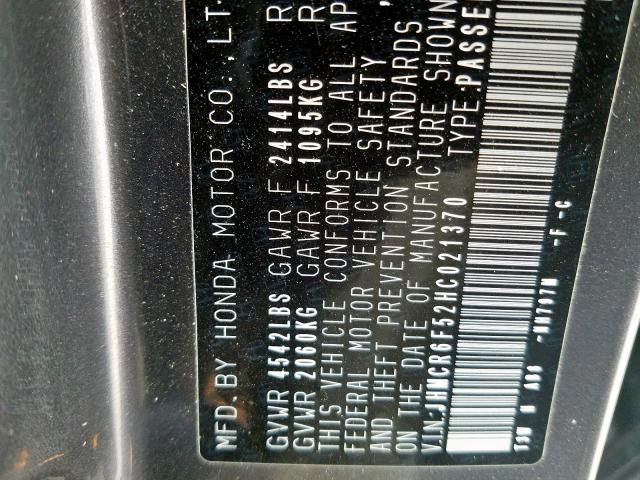 MFD. BY HONDA MOTOR CO., LT
GVWR 4542LBS GAWR F 2414LBS R
GVWR 2060KG GAWR F 1095KG R
THIS VEHICLE CONFORMS TO ALL AP
FEDERAL MOTOR VEHICLE SAFETY
AND THEFT PREVENTION STANDARDS
ON THE DATE OF MANUFACTURE SHOWN
V.I.N.: JHMCR6F52HC021370 TYPE: PASSE
-F -C